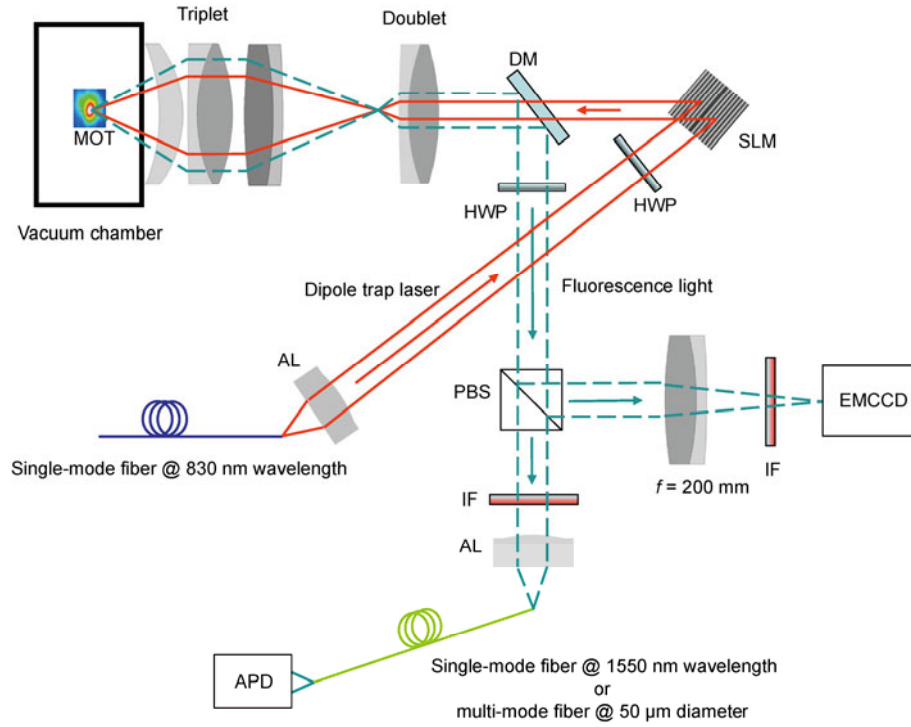 Triplet
Doublet
DM
MOT
SLM
HWP
HWP
Vacuum chamber
Dipole trap laser
Fluorescence light
AL
PBS
EMCCD
Single-mode fiber @ 830 nm wavelength
IF
f = 200 mm
IF
AL
APD
Single-mode fiber @ 1550 nm wavelength
or
multi-mode fiber @ 50 μm diameter